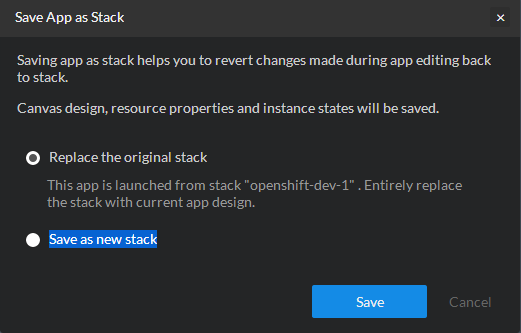 Save App as Stack
Saving app as stack helps you to revert changes made during app editing back
to stack.
Canvas design, resource properties and instance states will be saved.
Replace the original stack
This app is launched from stack "openshift-dev-1" . Entirely replace
the stack with current app design.
Save as new stack
Save
Cancel